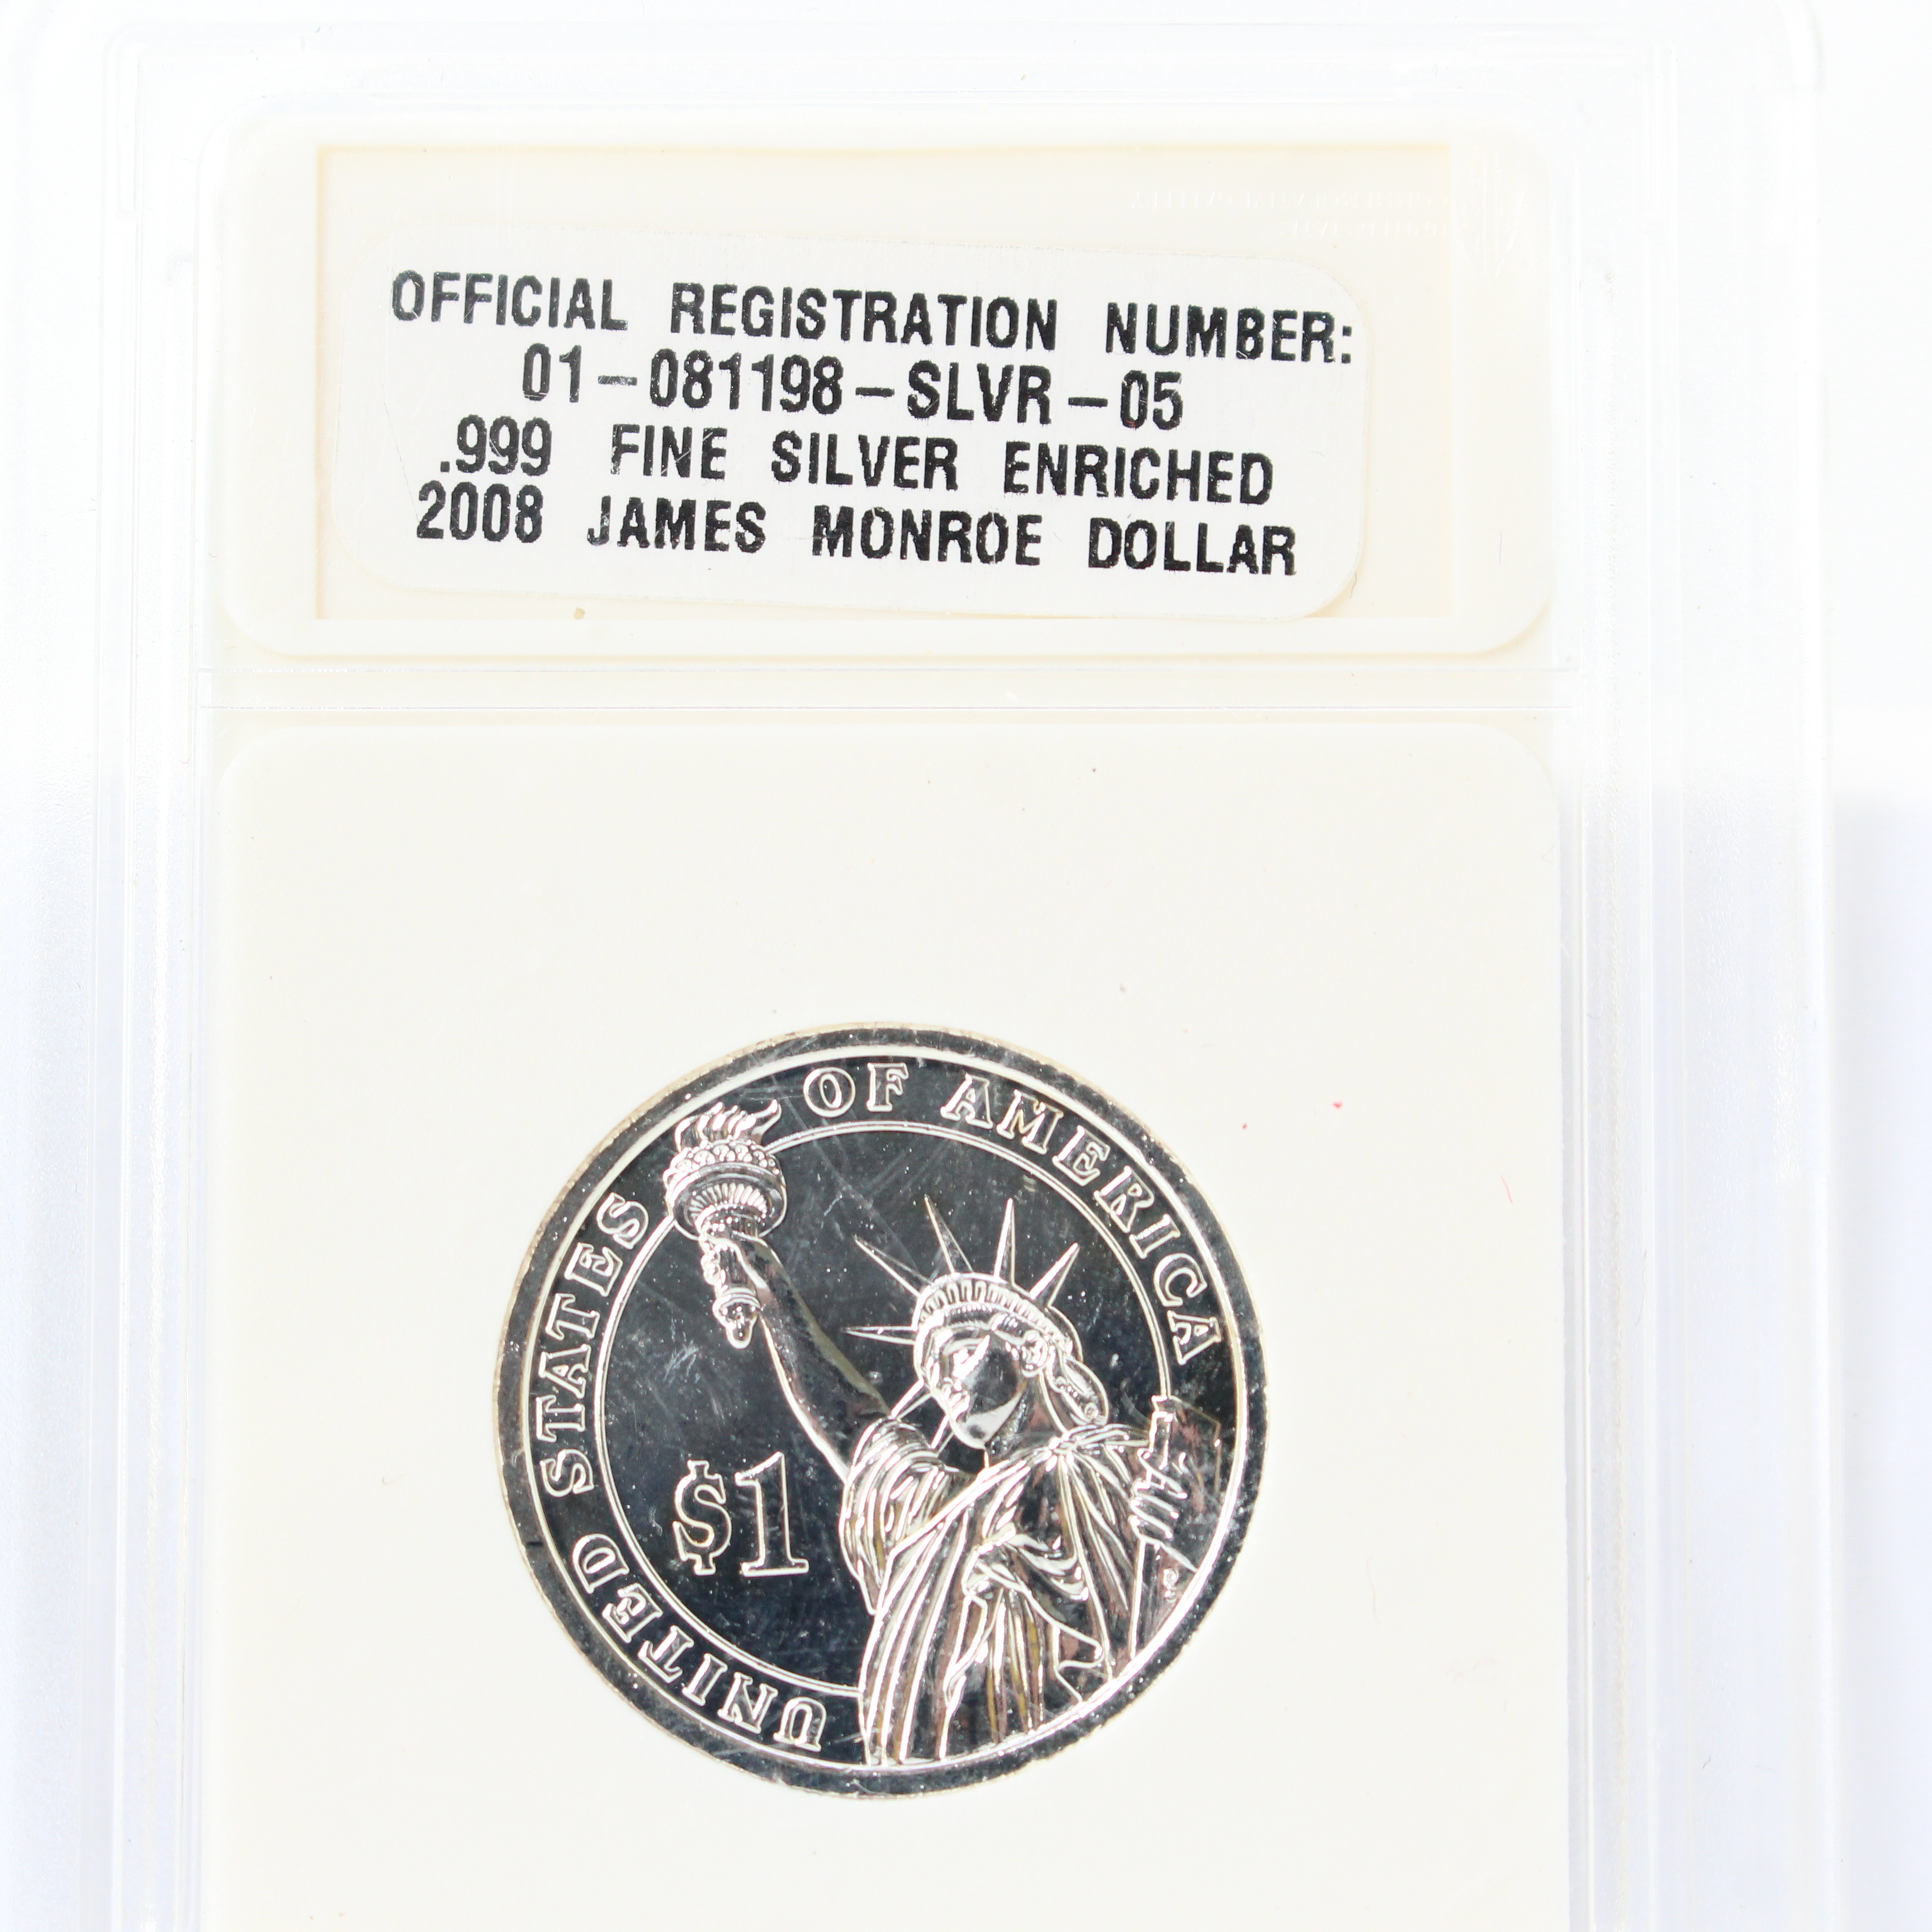 OFFICIAL REGISTRATION NUMBER:
01-081198-SLVR-05
.999 FINE SILVER ENRICHED
2008 JAMES MONROE DOLLAR
UNITED STATES OF AMERICA
$1